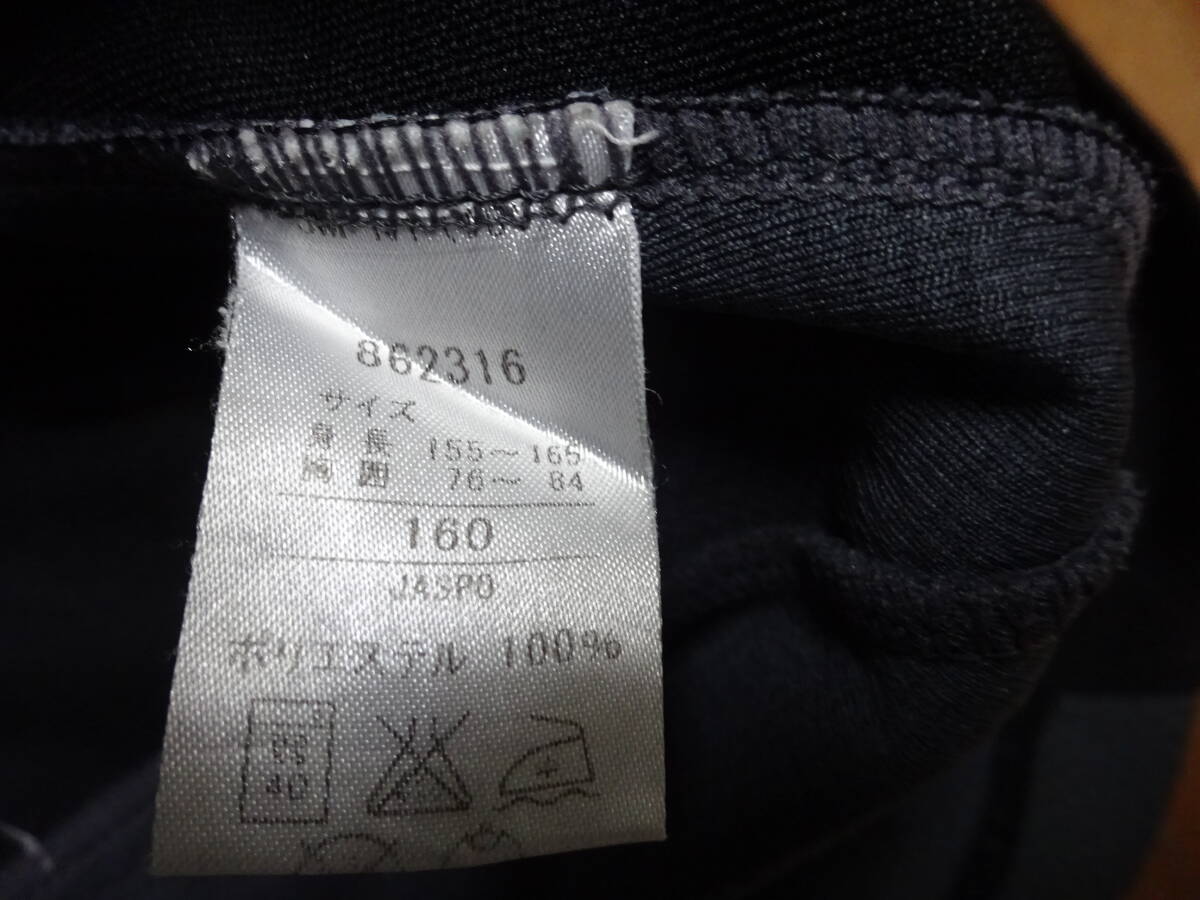 862316
サイズ
身長 155～165
胸囲 76～84
160
JASPO
ポリエステル 100%
40